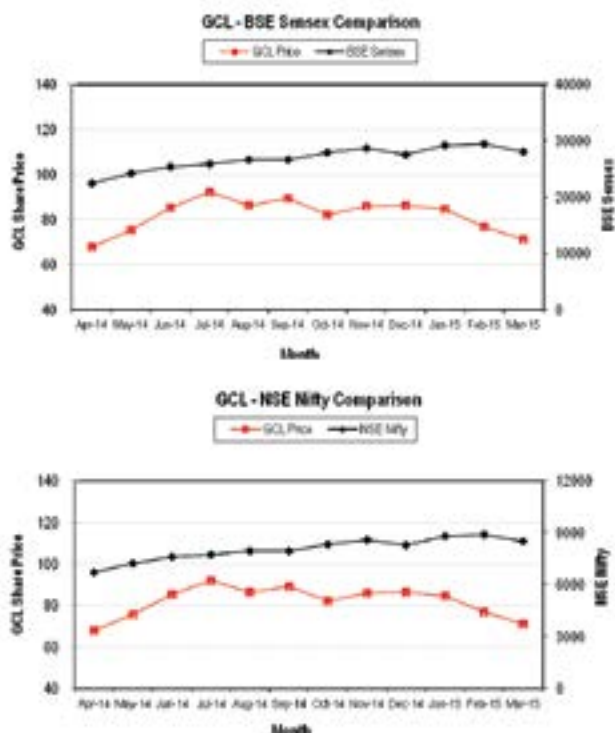 GCL - BSE Sensex Comparison
GCL Price BSE Sensex
140
120
100
80
60
40
GCL Share Price
40000
30000
20000
10000
0
BSE Sensex
Apr-14 May-14 Jun-14 Jul-14 Aug-14 Sep-14 Oct-14 Nov-14 Dec-14 Jan-15 Feb-15 Mar-15
Month
GCL - NSE Nifty Comparison
GCL Price NSE Nifty
140
120
100
80
60
40
GCL Share Price
12000
9000
6000
3000
0
NSE Nifty
Apr-14 May-14 Jun-14 Jul-14 Aug-14 Sep-14 Oct-14 Nov-14 Dec-14 Jan-15 Feb-15 Mar-15
Month